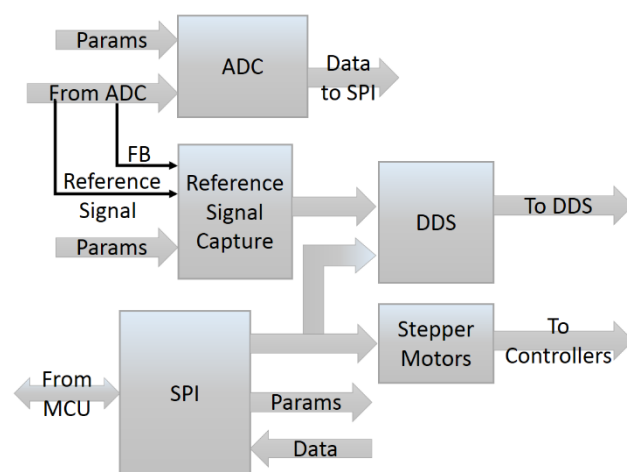 Params
ADC
From ADC
Data
to SPI
FB
Reference
Signal
Reference
Signal
Capture
Params
DDS
To DDS
Stepper
Motors
To
Controllers
From
MCU
SPI
Params
Data